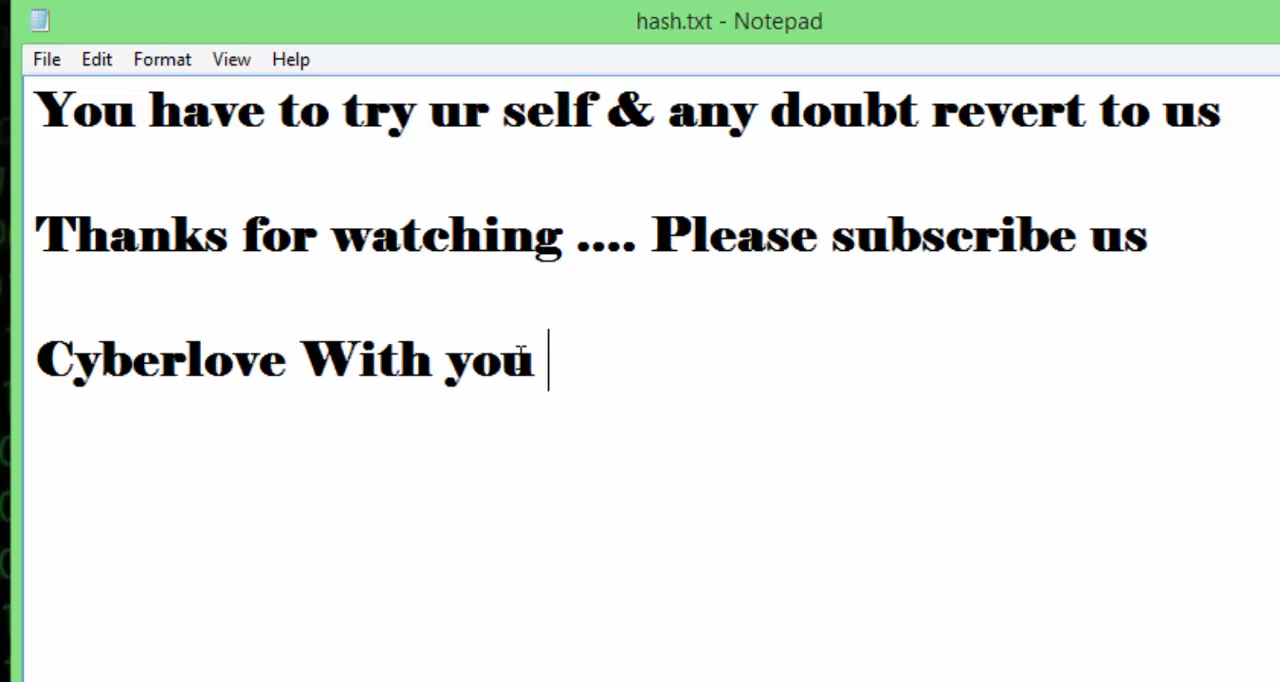 hash.txt - Notepad
File Edit Format View Help
You have to try ur self & any doubt revert to us
Thanks for watching .... Please subscribe us
Cyberlove With you